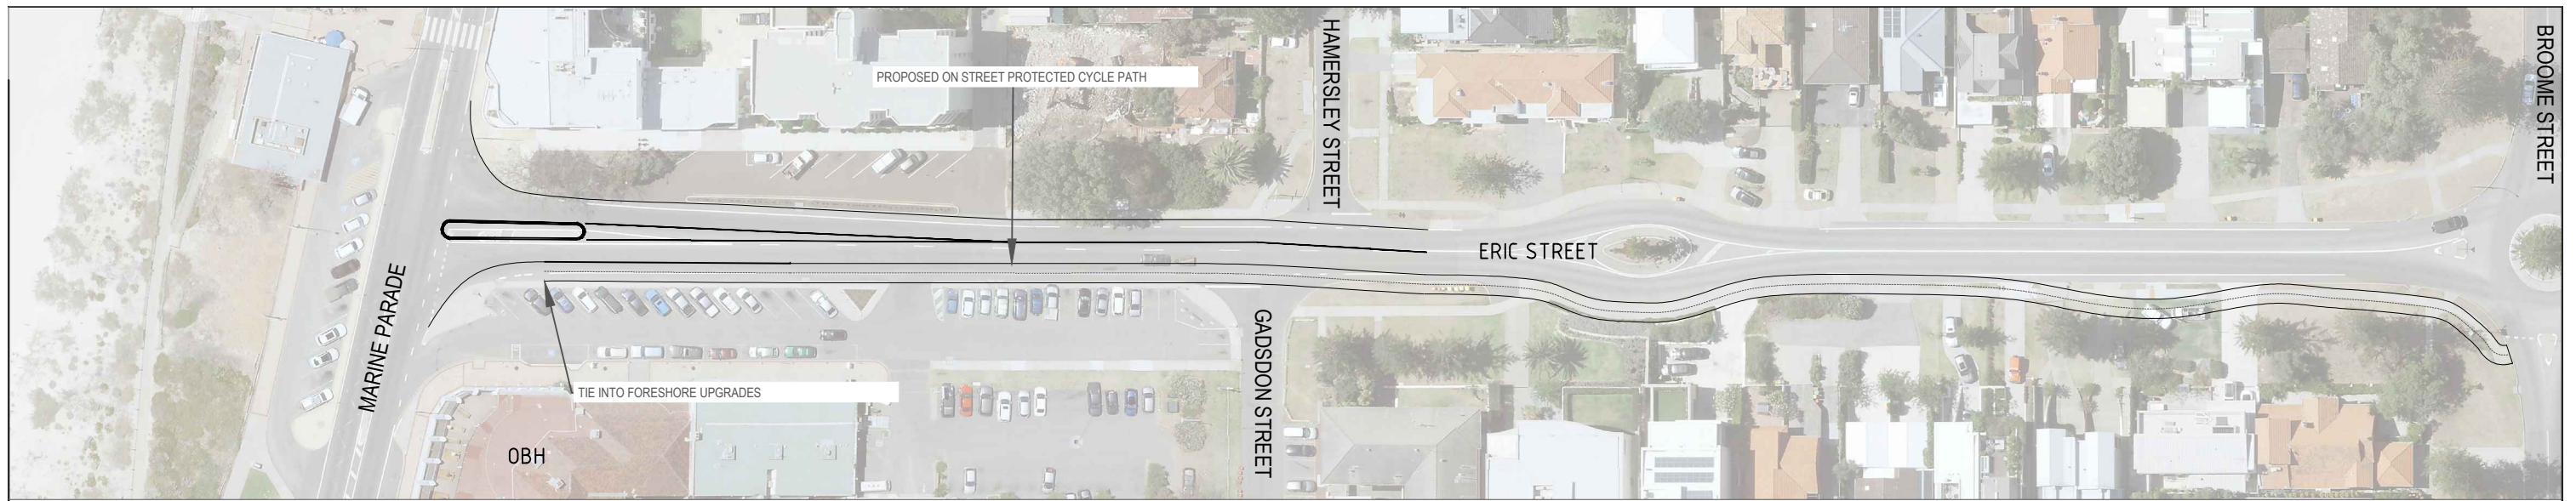 PROPOSED ON STREET PROTECTED CYCLE PATH
HAMERSLEY STREET
BROOME STREET
ERIC STREET
MARINE PARADE
GADSDON STREET
TIE INTO FORESHORE UPGRADES
OBH